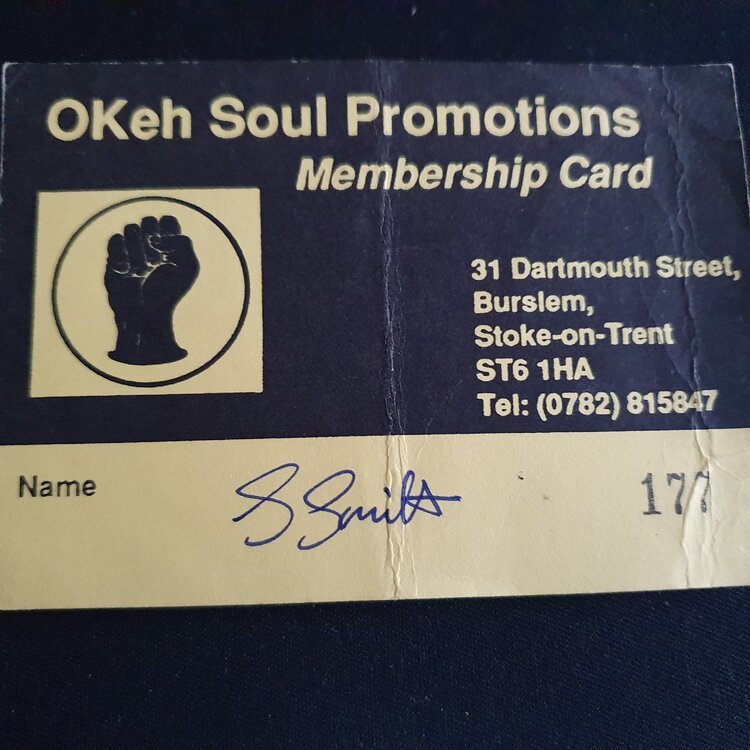 OKeh Soul Promotions
Membership Card
31 Dartmouth Street,
Burslem,
Stoke-on-Trent
ST6 1HA
Tel: (0782) 815847
Name S Smith 177